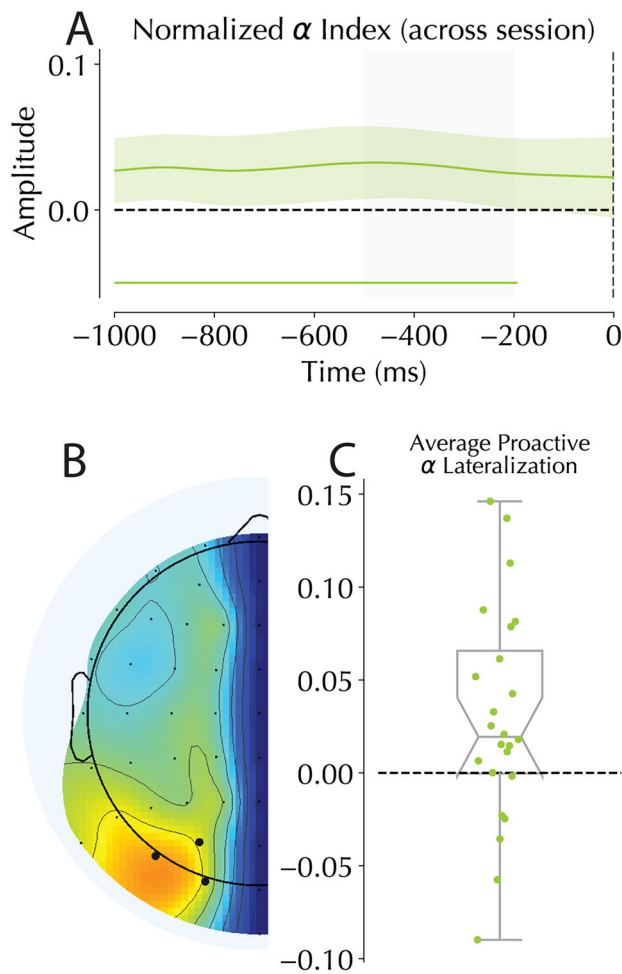 A
Normalized α Index (across session)
0.1
0.0
Amplitude
−1000 −800 −600 −400 −200 0
Time (ms)
B
C
Average Proactive
α Lateralization
0.15
0.10
0.05
0.00
−0.05
−0.10